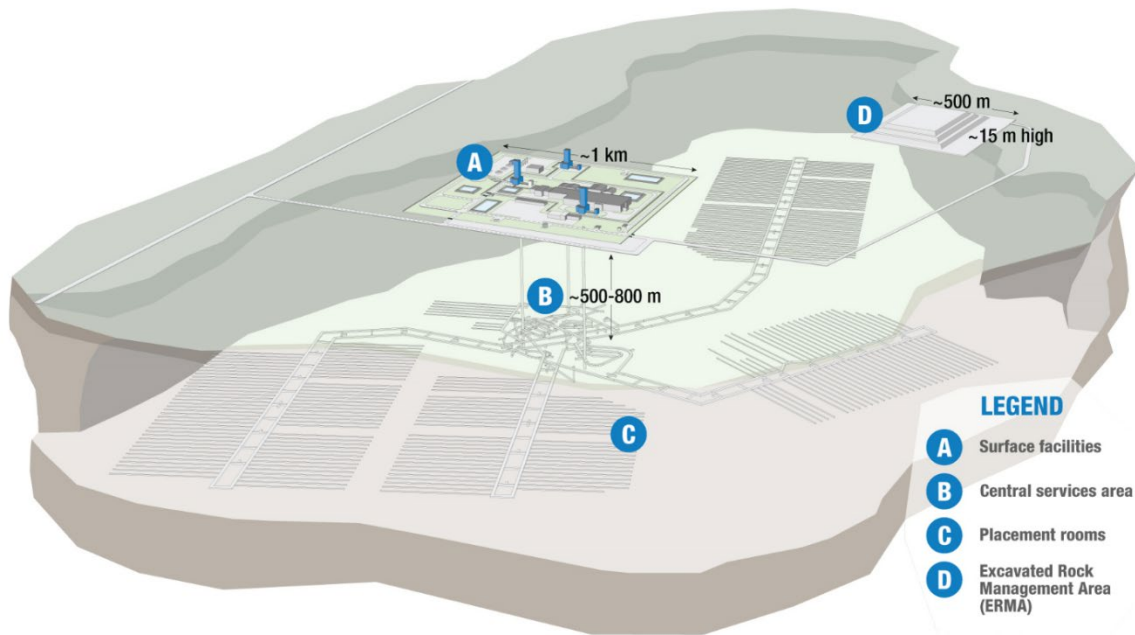 ~500 m
D
~15 m high
A
~1 km
B
~500-800 m
C
LEGEND
A Surface facilities
B Central services area
C Placement rooms
D Excavated Rock
Management Area
(ERMA)